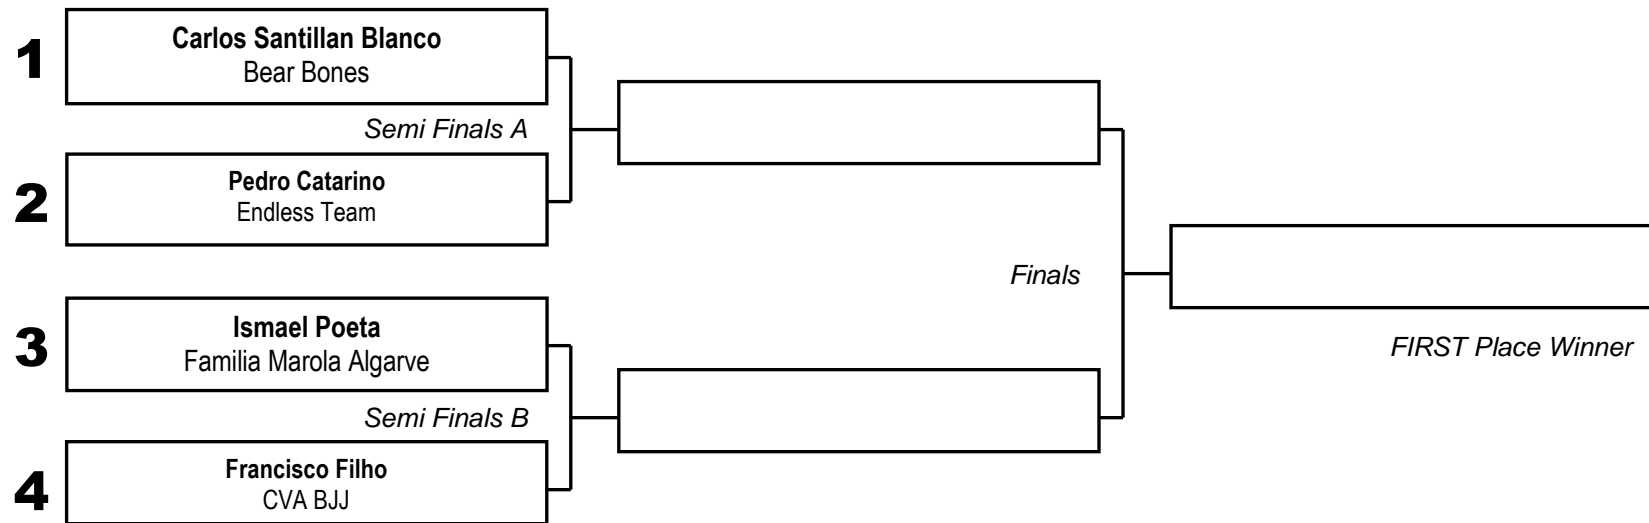 1
Carlos Santillan Blanco
Bear Bones
Semi Finals A
2
Pedro Catarino
Endless Team
Finals
3
Ismael Poeta
Familia Marola Algarve
FIRST Place Winner
Semi Finals B
4
Francisco Filho
CVA BJJ